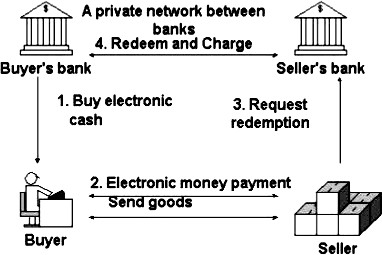 A private network between
banks
4. Redeem and Charge
Buyer's bank
Seller's bank
1. Buy electronic
cash
3. Request
redemption
2. Electronic money payment
Send goods
Buyer
Seller